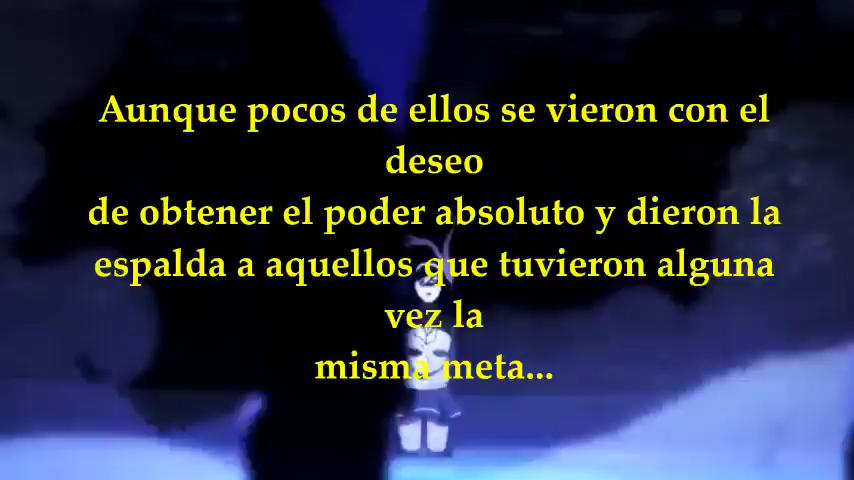 Aunque pocos de ellos se vieron con el
deseo
de obtener el poder absoluto y dieron la
espalda a aquellos que tuvieron alguna
vez la
misma meta...